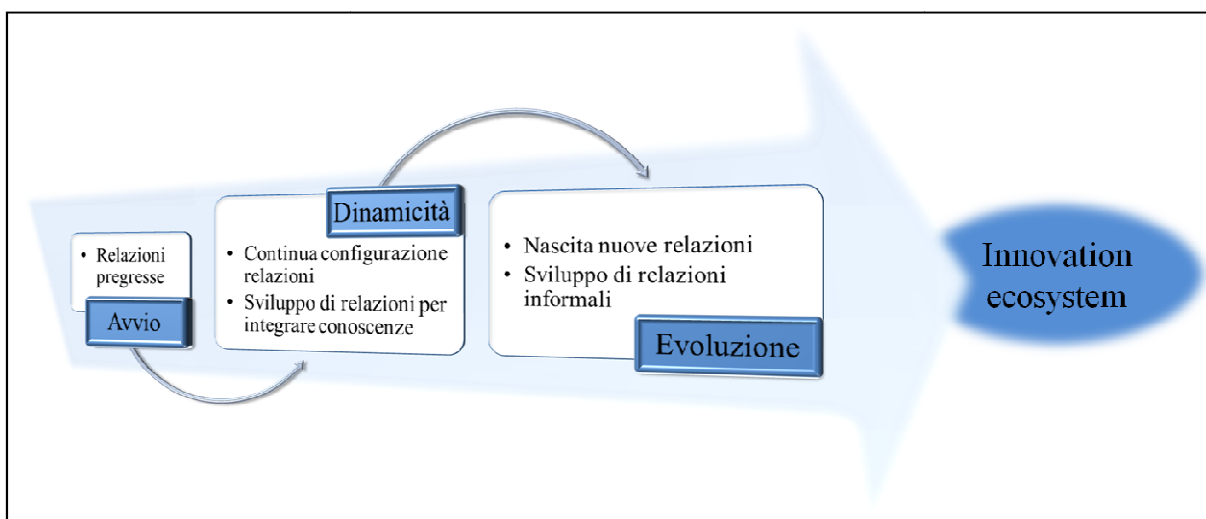 • Relazioni
pregresse
Avvio
Dinamicità
• Continua configurazione
relazioni
• Sviluppo di relazioni per
integrare conoscenze
• Nascita nuove relazioni
• Sviluppo di relazioni
informali
Evoluzione
Innovation
ecosystem